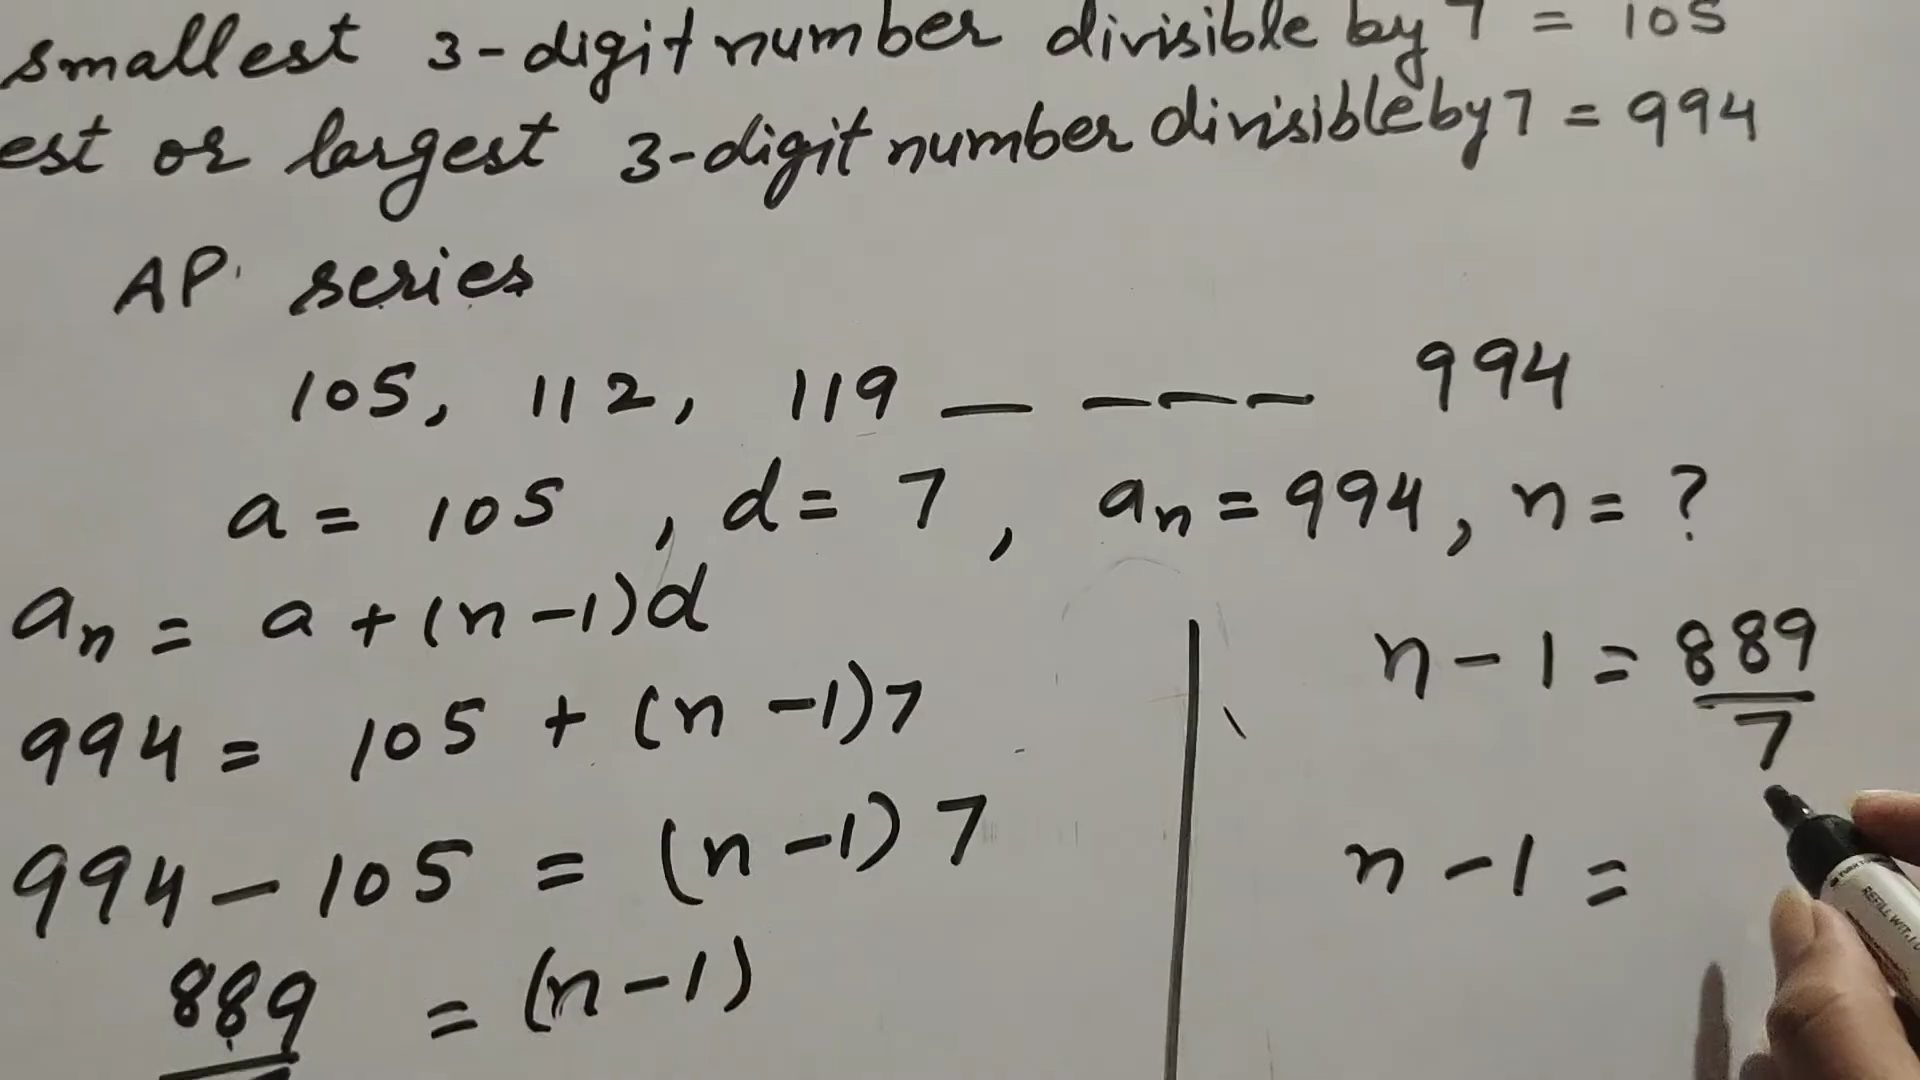 smallest 3-digit number divisible by 7 = 105
est or largest 3-digit number divisible by 7 = 994
AP. series
105, 112, 119 _ _ _ _ 994
a = 105 , d = 7 , an = 994, n = ?
an = a + (n-1)d
994 = 105 + (n-1)7
994 - 105 = (n-1) 7
889 = (n-1)
n - 1 = 889/7
n - 1 =
REFILL WIT